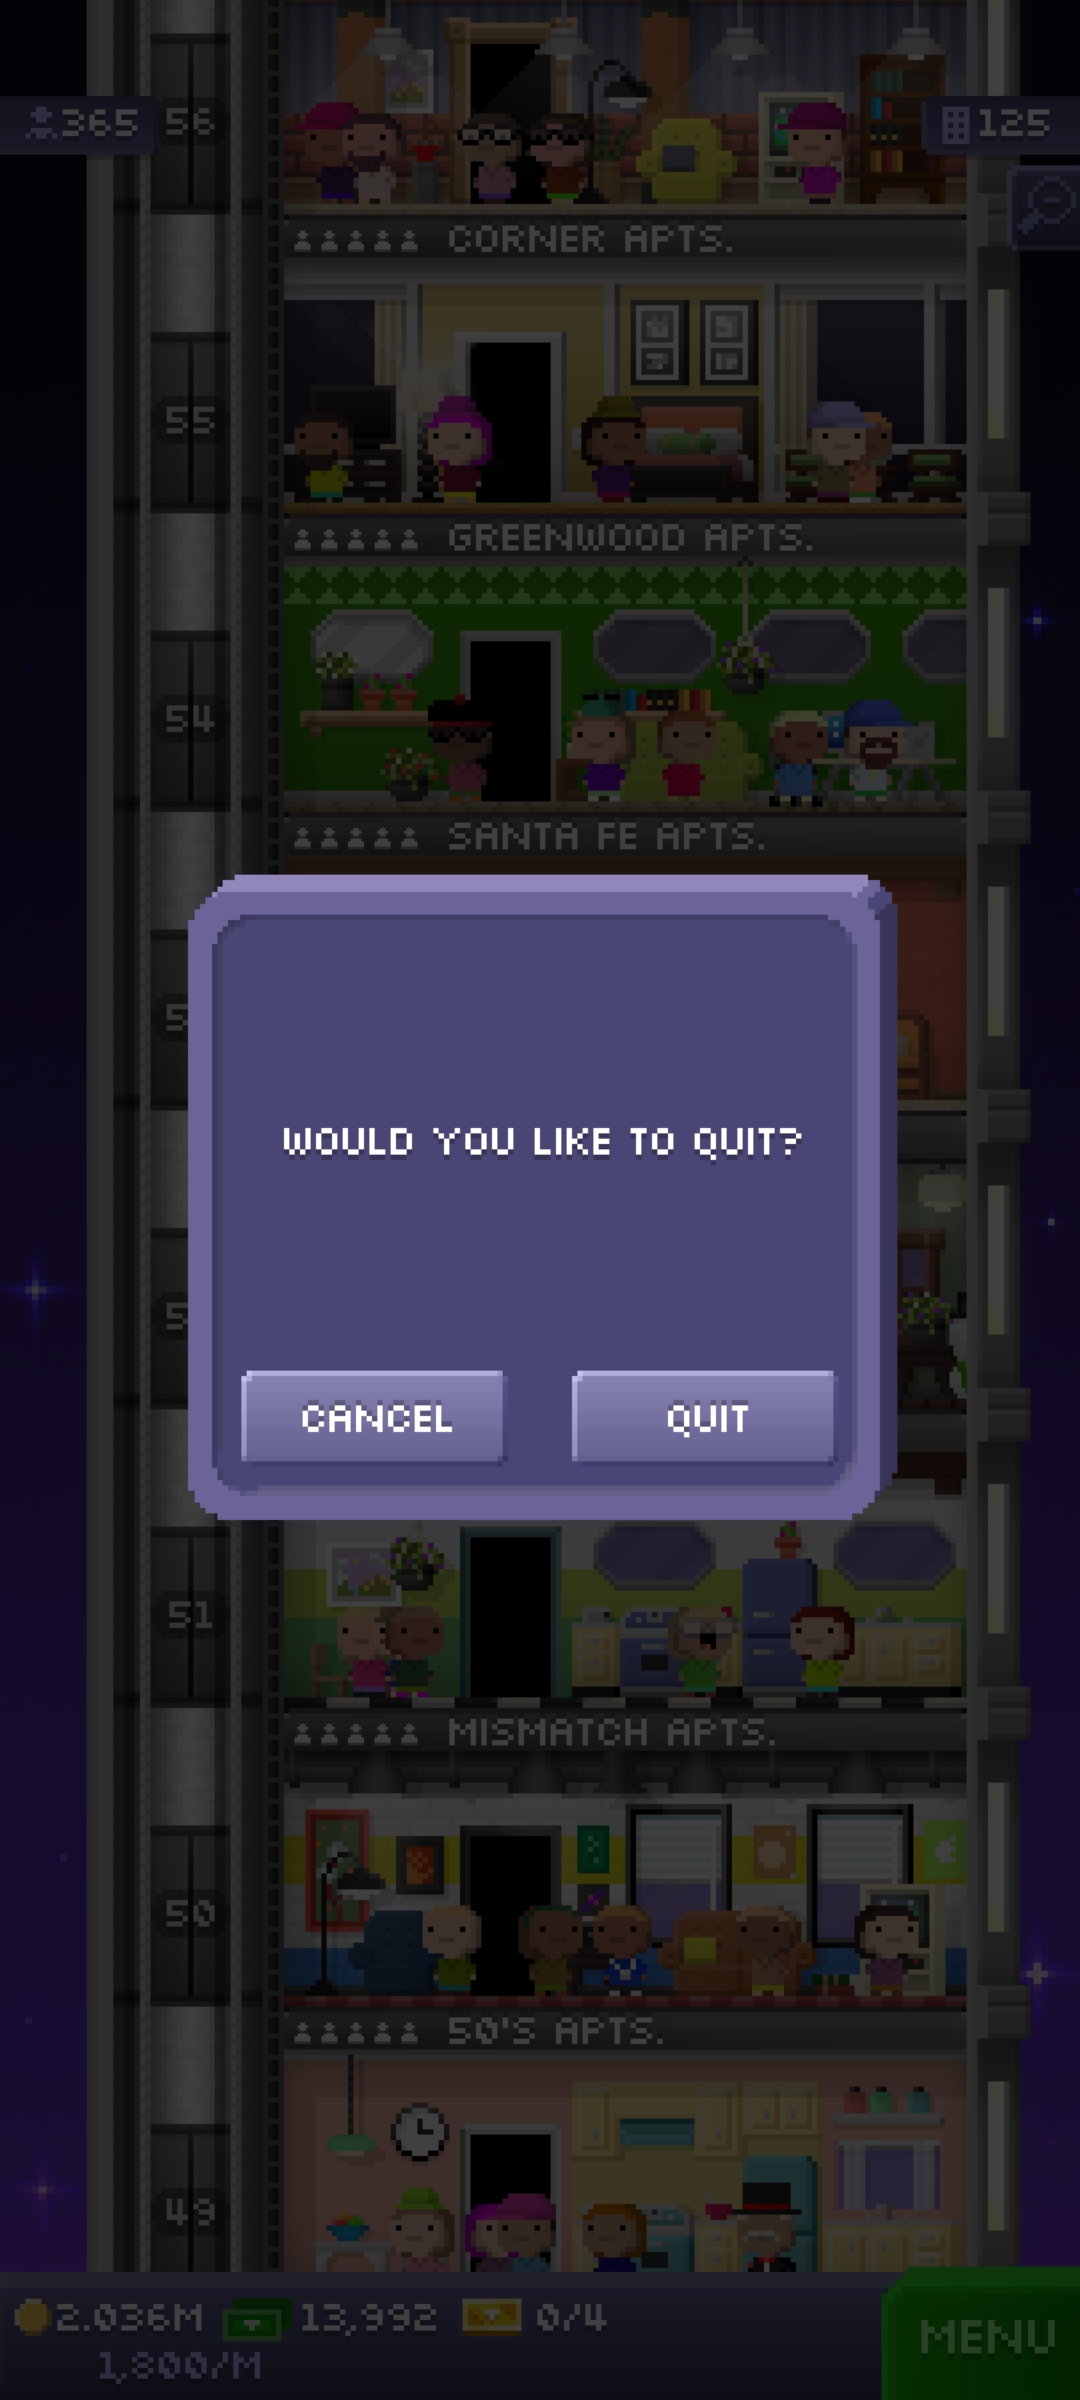 365
56
125
CORNER APTS.
55
GREENWOOD APTS.
54
SANTA FE APTS.
5
WOULD YOU LIKE TO QUIT?
5
CANCEL
QUIT
51
MISMATCH APTS.
50
50'S APTS.
49
2.036M
13,992
0/4
MENU
1,800/M